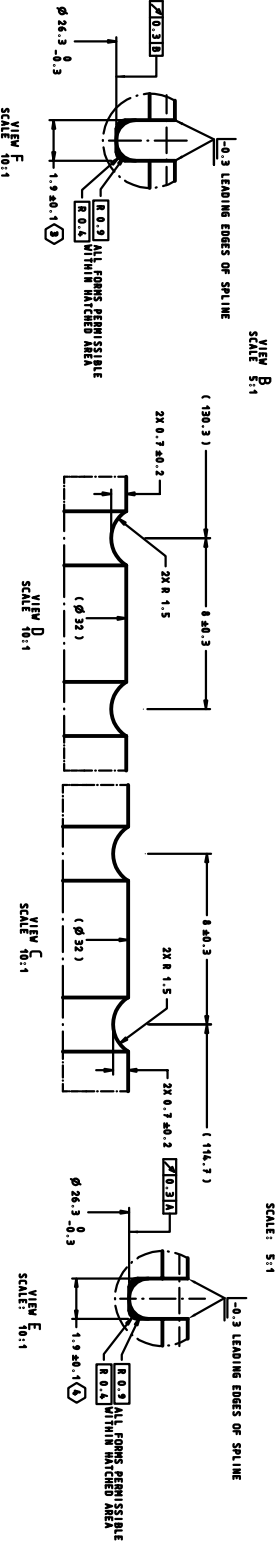 VIEW B
SCALE 5:1
-0.3 LEADING EDGES OF SPLINE
0.3 B
Ø 26.3 0 -0.3
1.9 ±0.1 3
R 0.9
R 0.4
ALL FORMS PERMISSIBLE
WITHIN HATCHED AREA
VIEW F
SCALE 10:1
( 130.3 )
8 ±0.3
2X 0.7 ±0.2
2X R 1.5
( Ø 32 )
VIEW D
SCALE 10:1
8 ±0.3
( 114.7 )
2X R 1.5
2X 0.7 ±0.2
( Ø 32 )
VIEW C
SCALE 10:1
SCALE: 5:1
-0.3 LEADING EDGES OF SPLINE
0.3 A
Ø 26.3 0 -0.3
1.9 ±0.1 4
R 0.9
R 0.4
ALL FORMS PERMISSIBLE
WITHIN HATCHED AREA
VIEW E
SCALE: 10:1